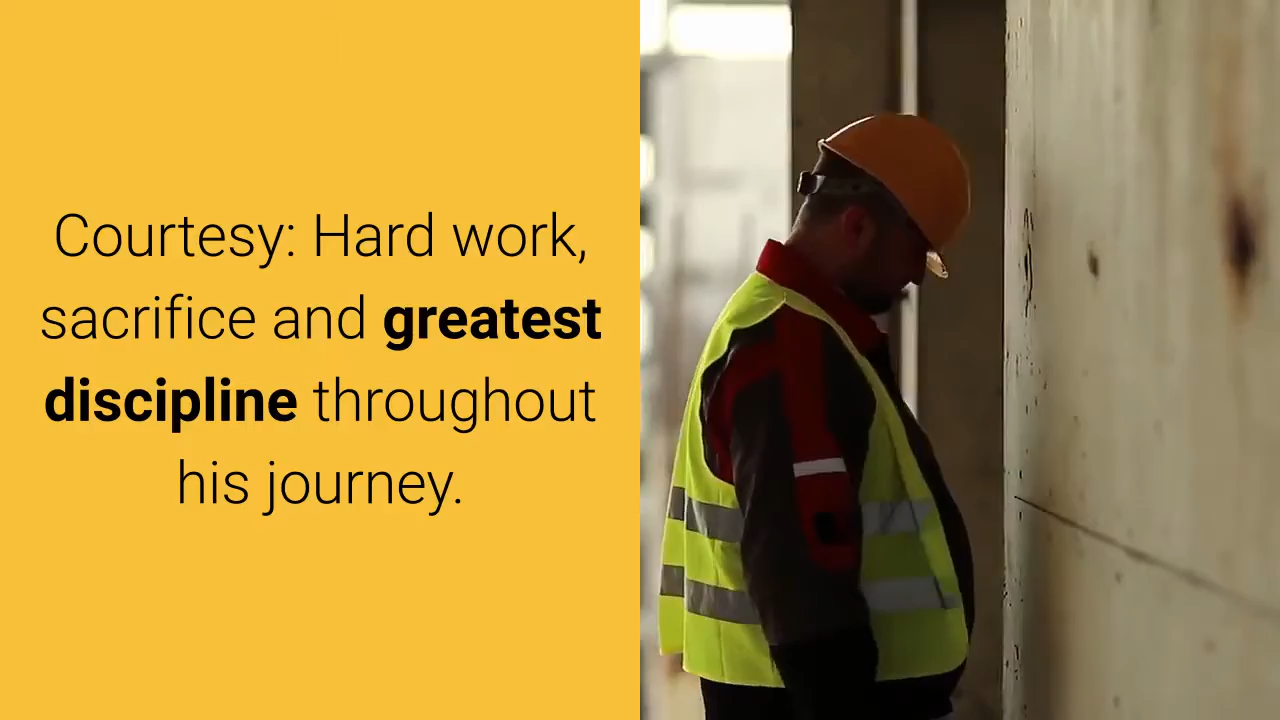 Courtesy: Hard work,
sacrifice and greatest
discipline throughout
his journey.